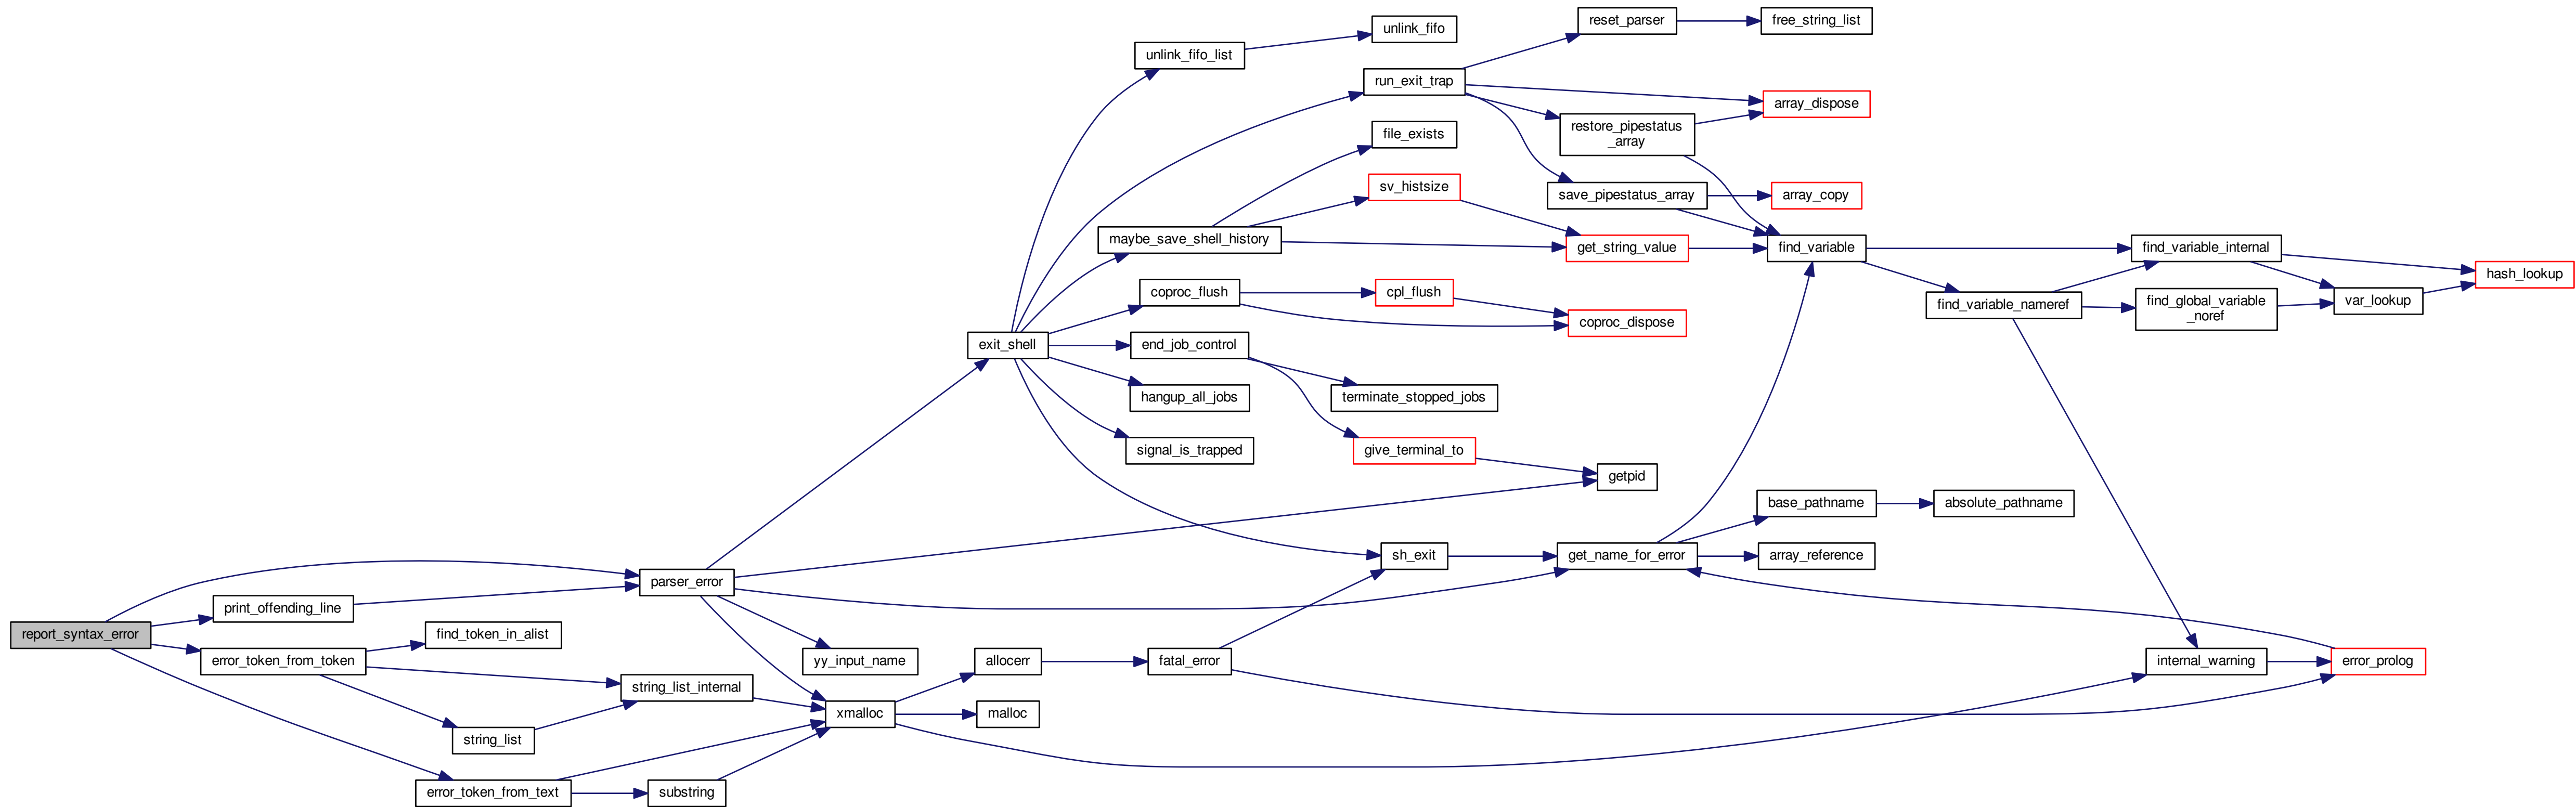 reset_parser
free_string_list
unlink_fifo
unlink_fifo_list
run_exit_trap
array_dispose
restore_pipestatus
_array
file_exists
sv_histsize
save_pipestatus_array
array_copy
maybe_save_shell_history
get_string_value
find_variable
find_variable_internal
hash_lookup
coproc_flush
cpl_flush
find_variable_nameref
find_global_variable
_noref
var_lookup
coproc_dispose
exit_shell
end_job_control
hangup_all_jobs
terminate_stopped_jobs
signal_is_trapped
give_terminal_to
getpid
base_pathname
absolute_pathname
sh_exit
get_name_for_error
array_reference
parser_error
print_offending_line
report_syntax_error
find_token_in_alist
error_token_from_token
yy_input_name
allocerr
fatal_error
internal_warning
error_prolog
string_list_internal
xmalloc
malloc
string_list
error_token_from_text
substring